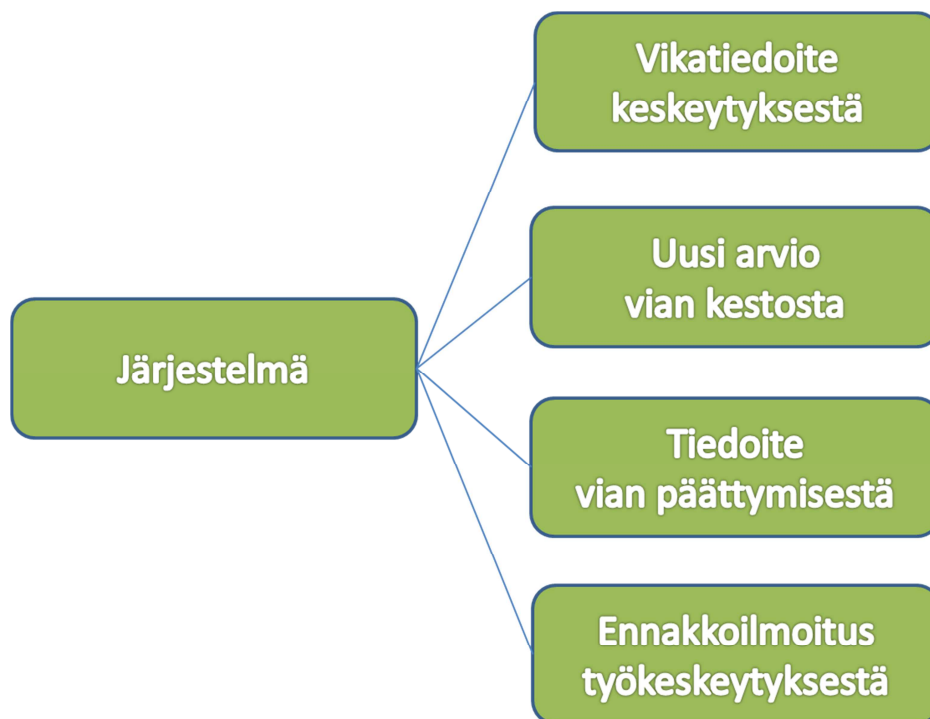 Vikatiedoite
keskeytyksestä
Uusi arvio
vian kestosta
Järjestelmä
Tiedoite
vian päättymisestä
Ennakkoilmoitus
työkeskeytyksestä